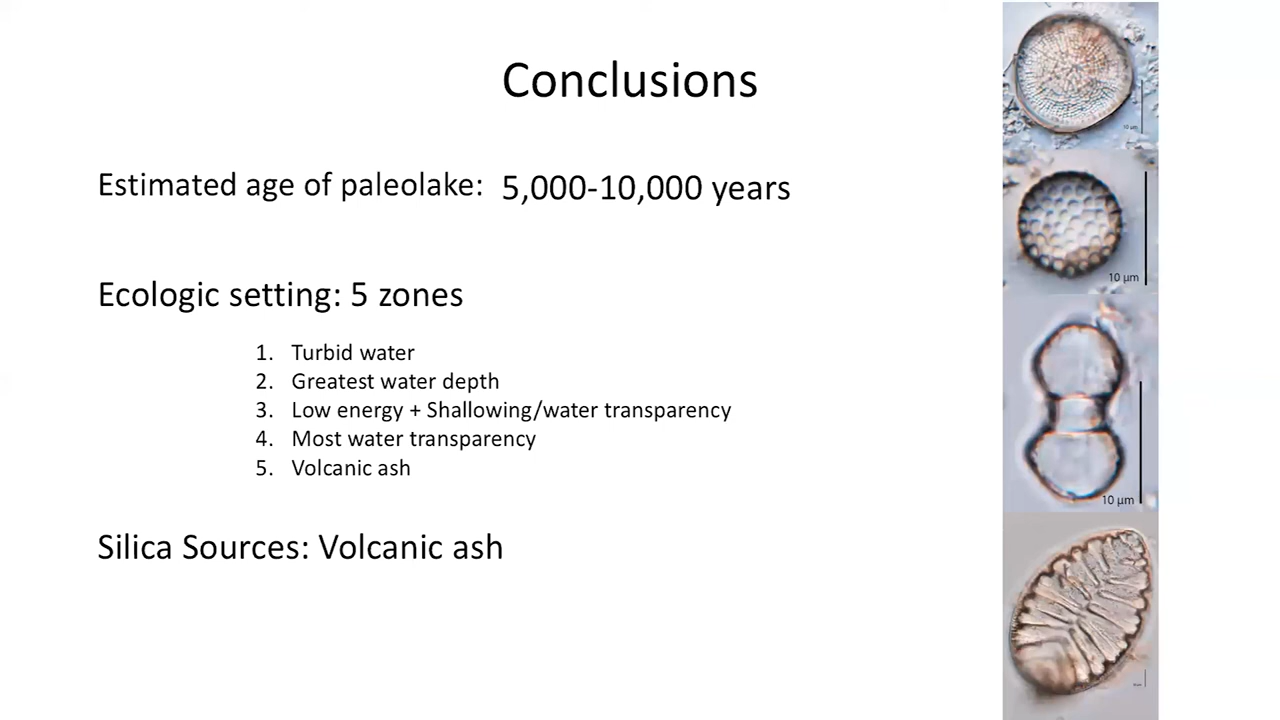 Conclusions
Estimated age of paleolake: 5,000-10,000 years
Ecologic setting: 5 zones
1. Turbid water
2. Greatest water depth
3. Low energy + Shallowing/water transparency
4. Most water transparency
5. Volcanic ash
Silica Sources: Volcanic ash
10 µm
10 µm
10 µm